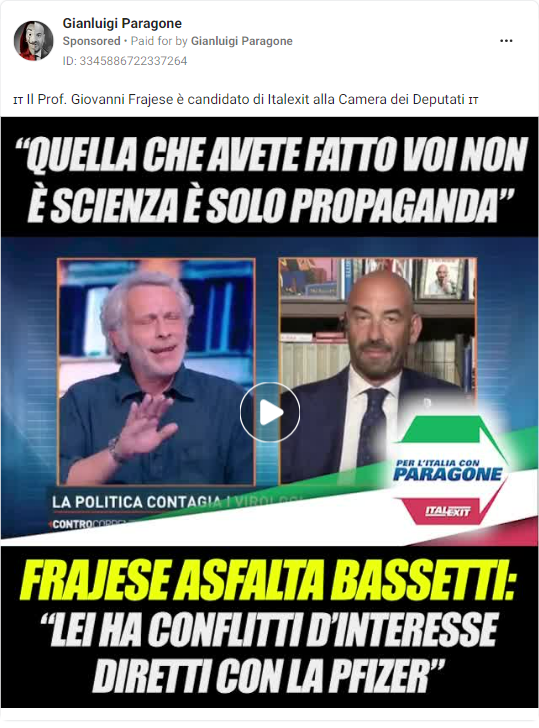 Gianluigi Paragone
Sponsored • Paid for by Gianluigi Paragone
ID: 3345886722337264
IT Il Prof. Giovanni Frajese è candidato di Italexit alla Camera dei Deputati IT
“QUELLA CHE AVETE FATTO VOI NON
È SCIENZA È SOLO PROPAGANDA”
PER L'ITALIA CON
PARAGONE
ITALEXIT
LA POLITICA CONTAGIA I VIROLOGI
CONTROCORRENTE
FRAJESE ASFALTA BASSETTI:
“LEI HA CONFLITTI D'INTERESSE
DIRETTI CON LA PFIZER”